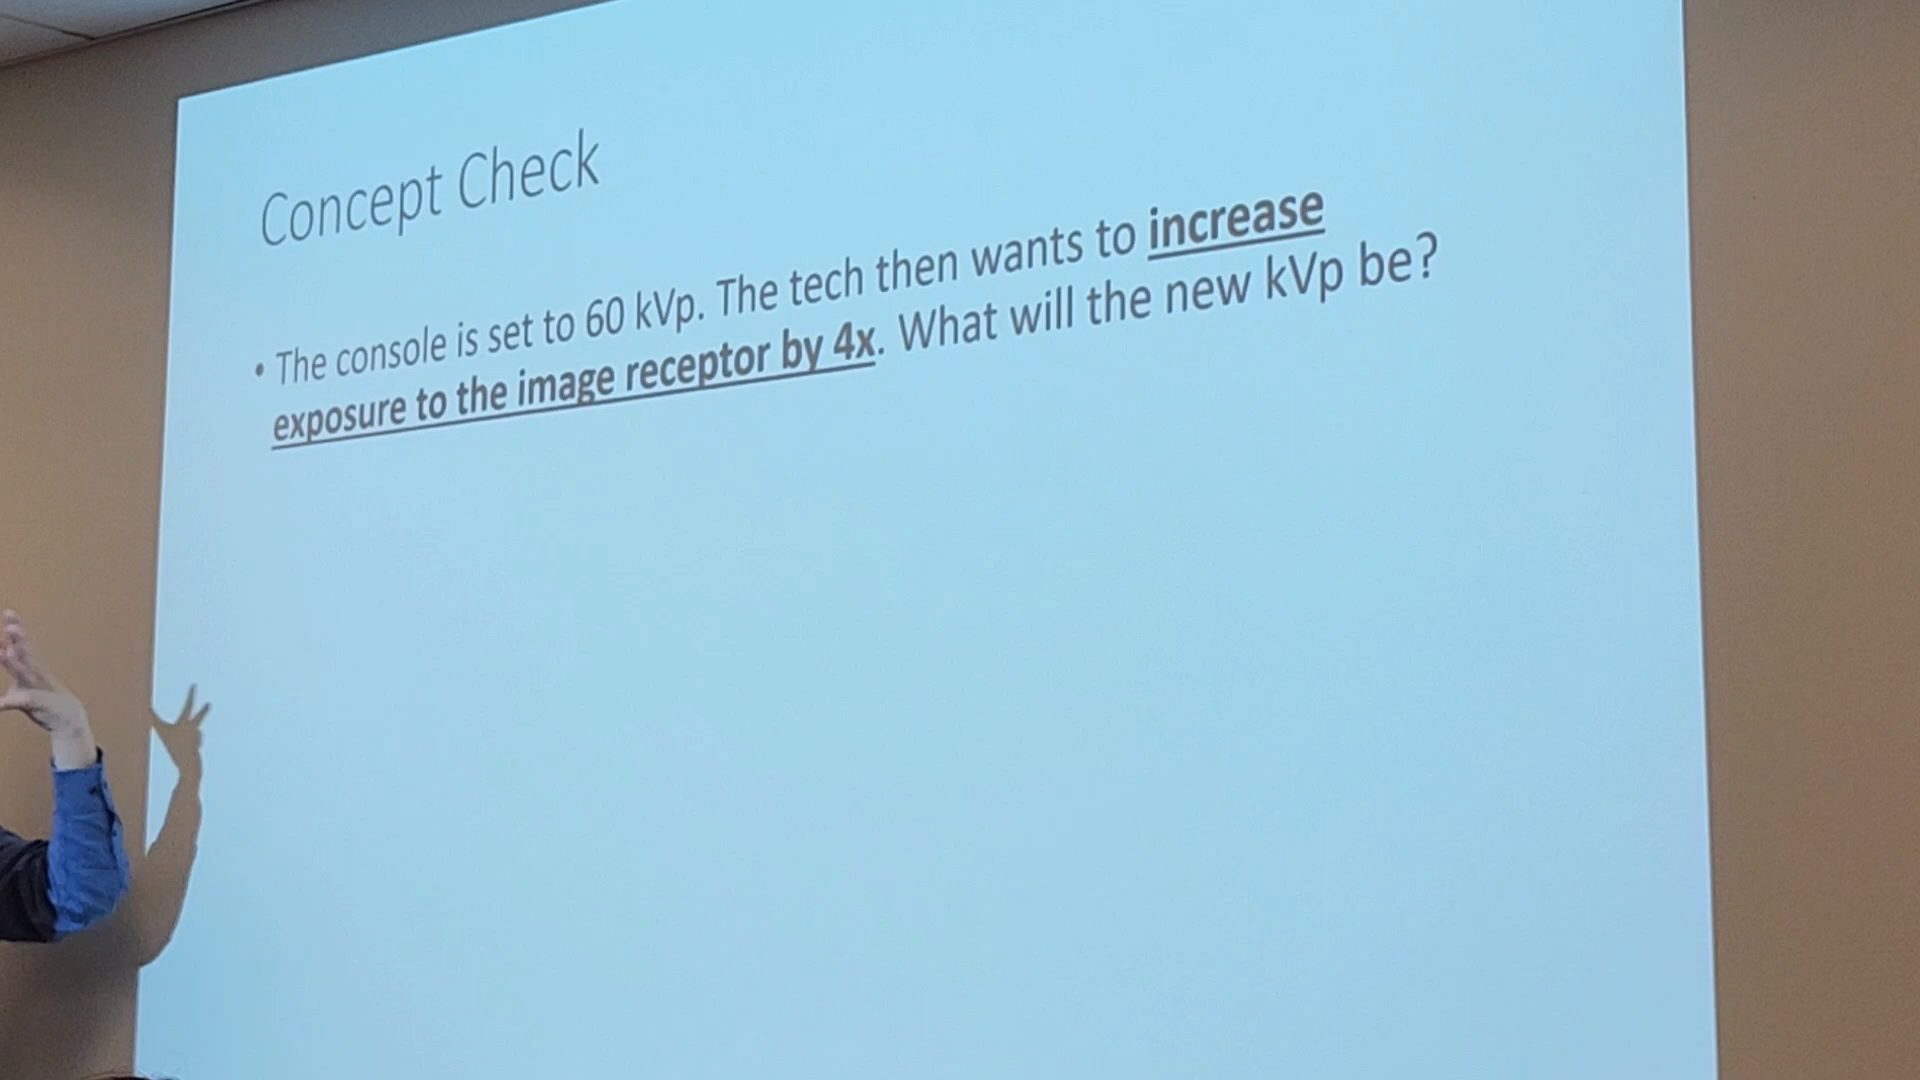 Concept Check
• The console is set to 60 kVp. The tech then wants to increase
exposure to the image receptor by 4x. What will the new kVp be?